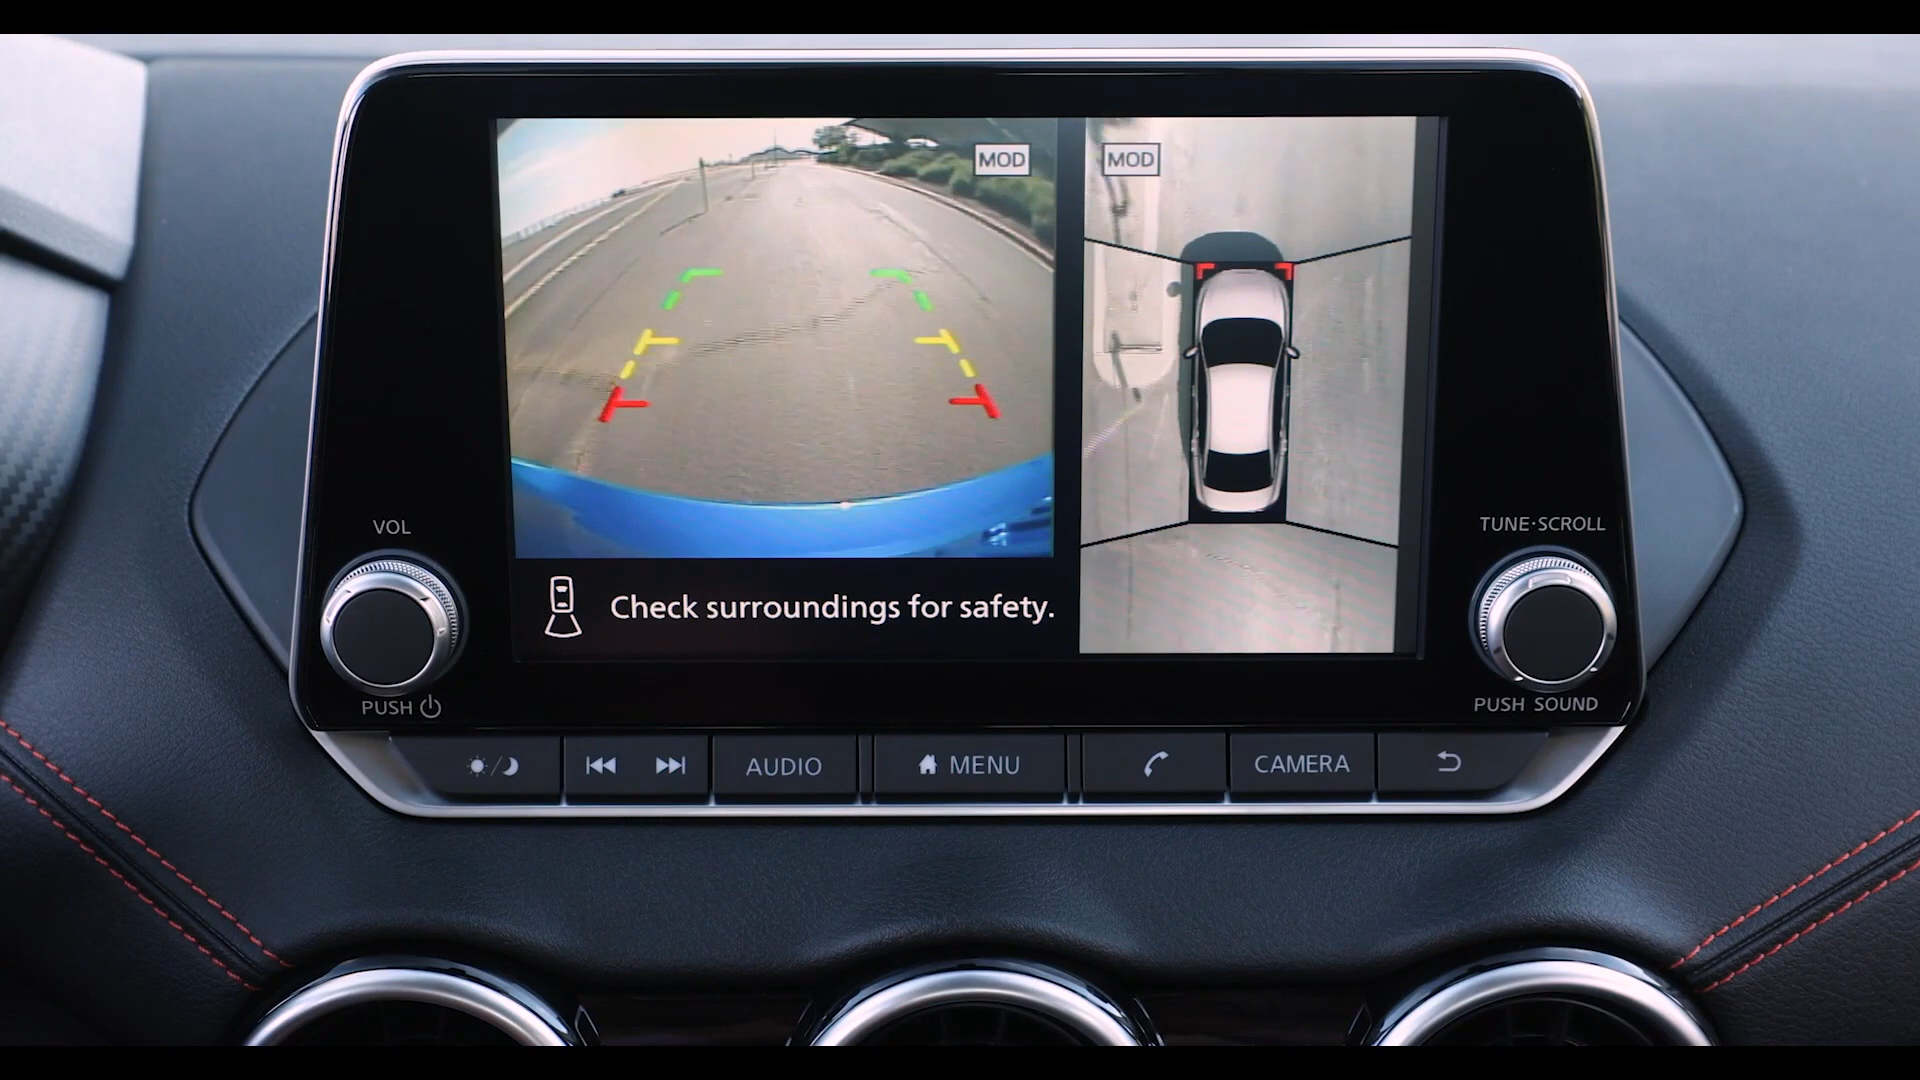 MOD
MOD
VOL
TUNE·SCROLL
Check surroundings for safety.
PUSH
PUSH SOUND
AUDIO
MENU
CAMERA